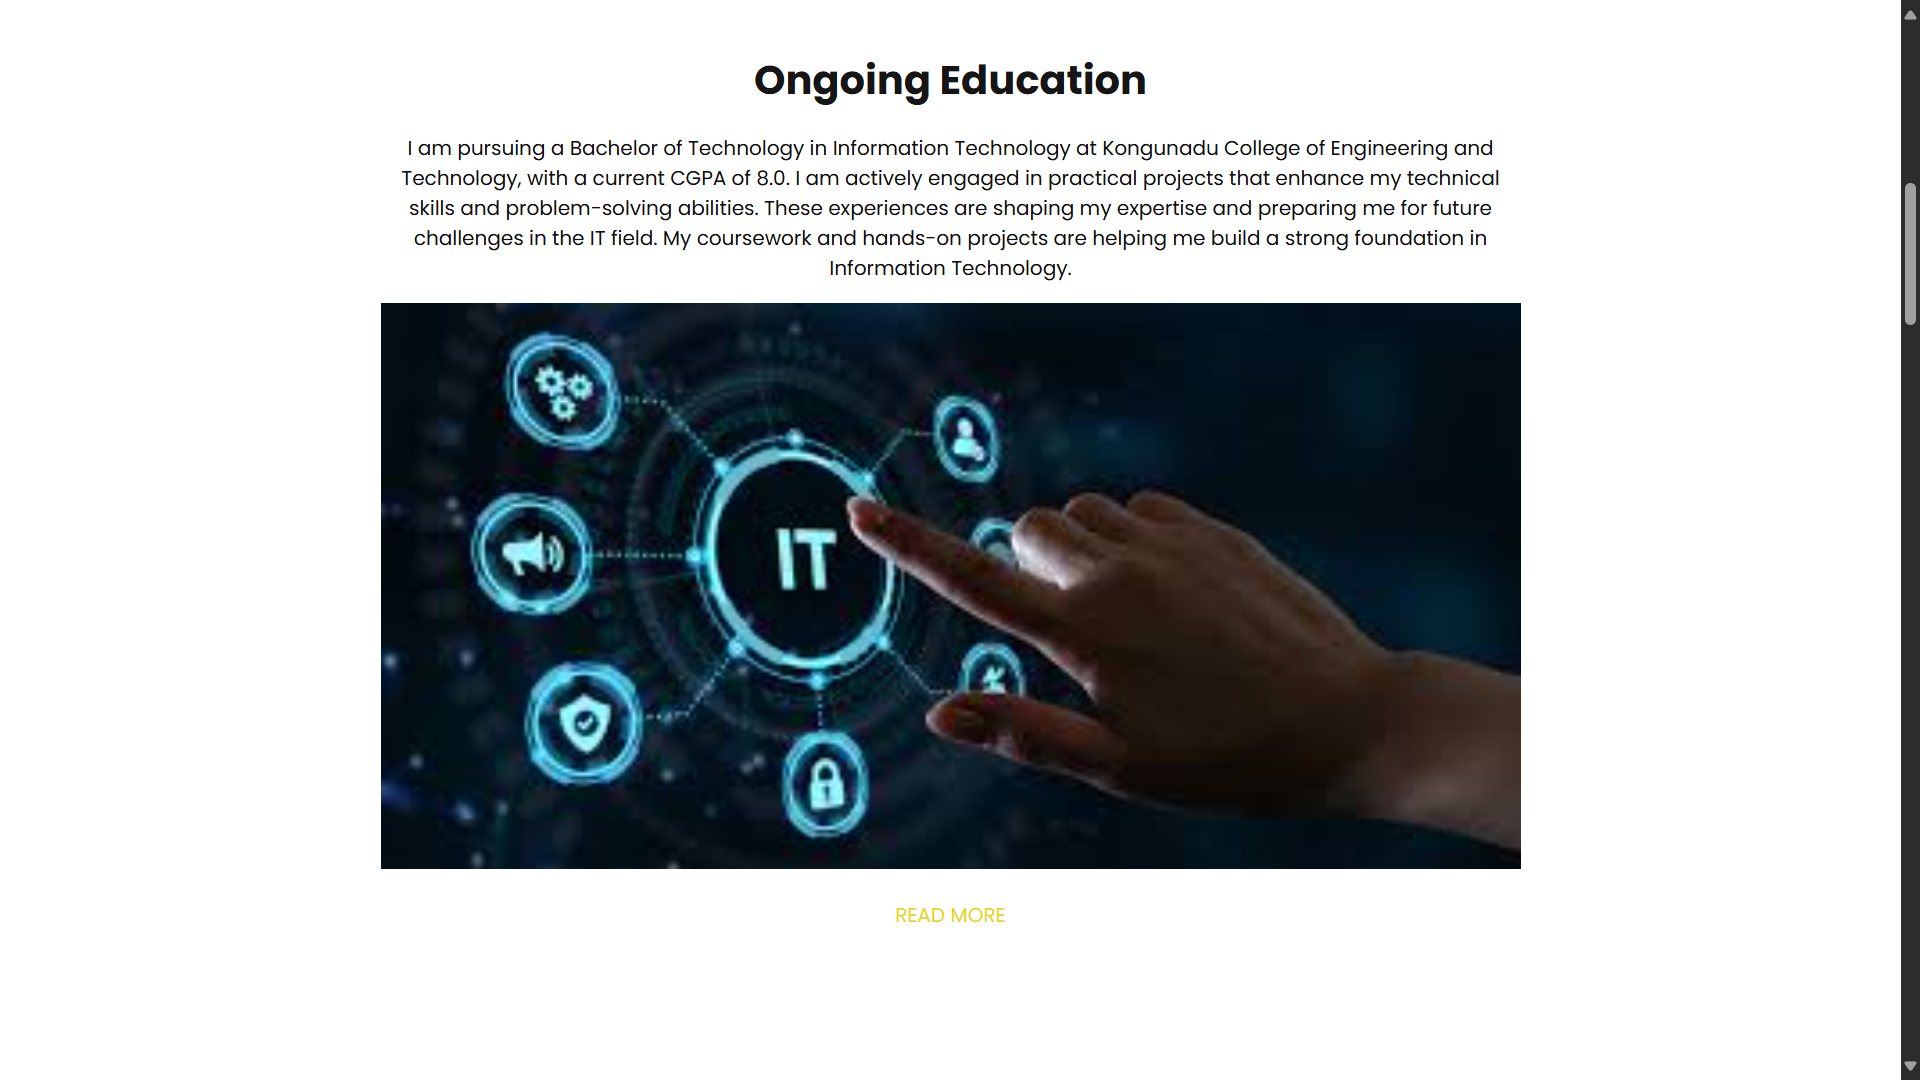 Ongoing Education
I am pursuing a Bachelor of Technology in Information Technology at Kongunadu College of Engineering and
Technology, with a current CGPA of 8.0. I am actively engaged in practical projects that enhance my technical
skills and problem-solving abilities. These experiences are shaping my expertise and preparing me for future
challenges in the IT field. My coursework and hands-on projects are helping me build a strong foundation in
Information Technology.
IT
READ MORE